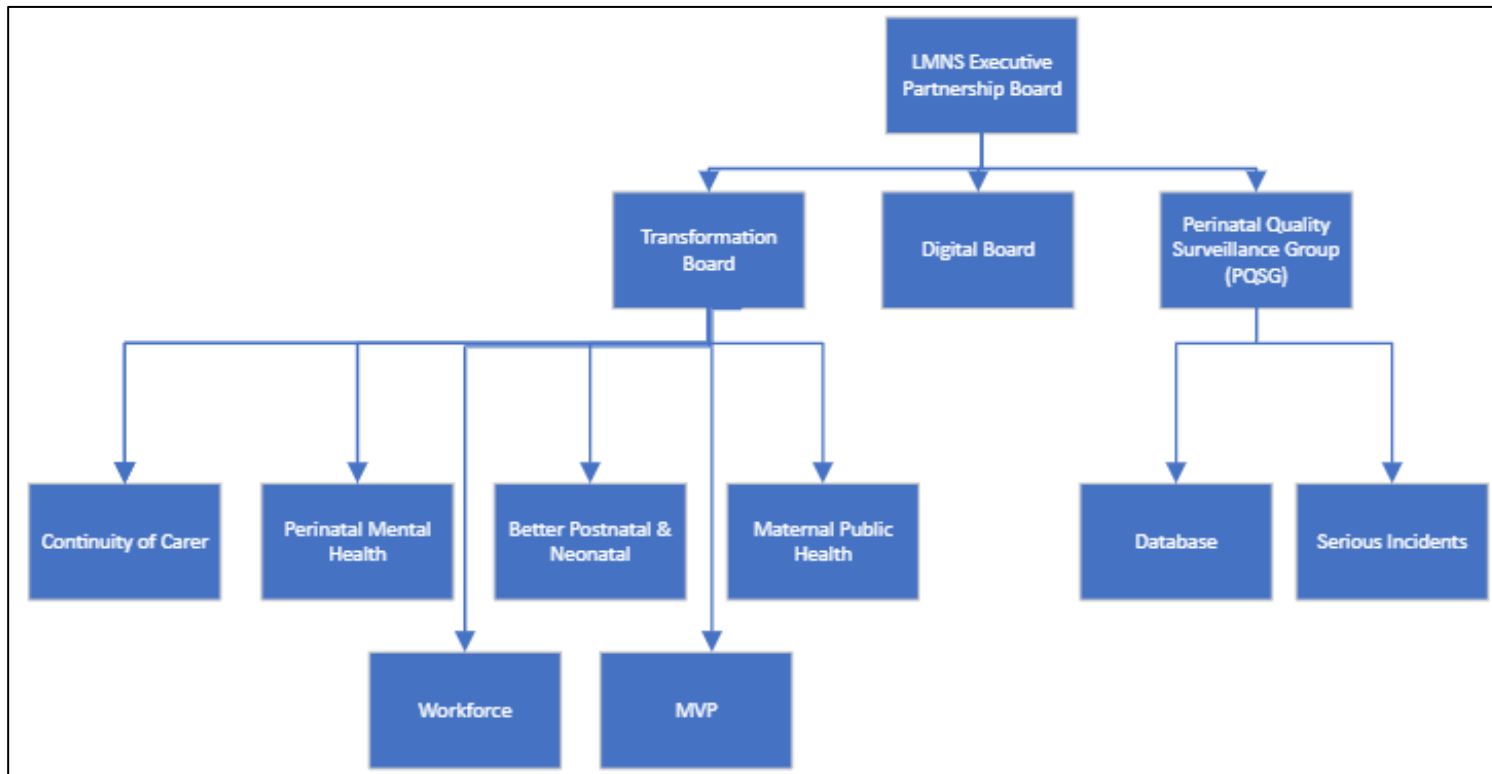 LMNS Executive
Partnership Board
Transformation
Board
Digital Board
Perinatal Quality
Surveillance Group
(PQSG)
Continuity of Carer
Perinatal Mental
Health
Better Postnatal &
Neonatal
Maternal Public
Health
Database
Serious Incidents
Workforce
MVP